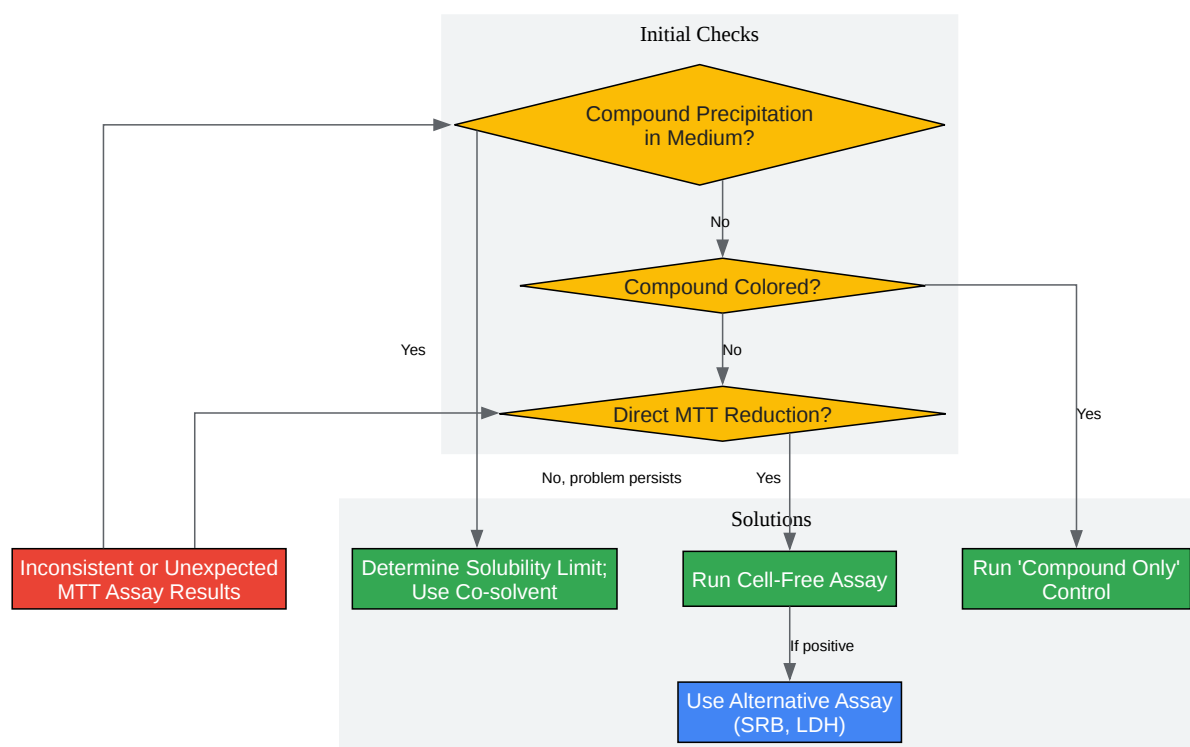 Initial Checks
Compound Precipitation
in Medium?
No
Compound Colored?
Yes
No
Direct MTT Reduction?
Yes
No, problem persists
Yes
Solutions
Inconsistent or Unexpected
MTT Assay Results
Determine Solubility Limit;
Use Co-solvent
Run Cell-Free Assay
Run 'Compound Only'
Control
If positive
Use Alternative Assay
(SRB, LDH)